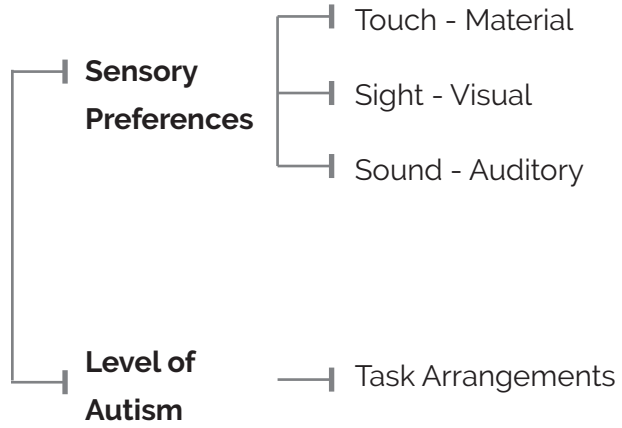 Sensory
Preferences
Touch - Material
Sight - Visual
Sound - Auditory
Level of
Autism
Task Arrangements